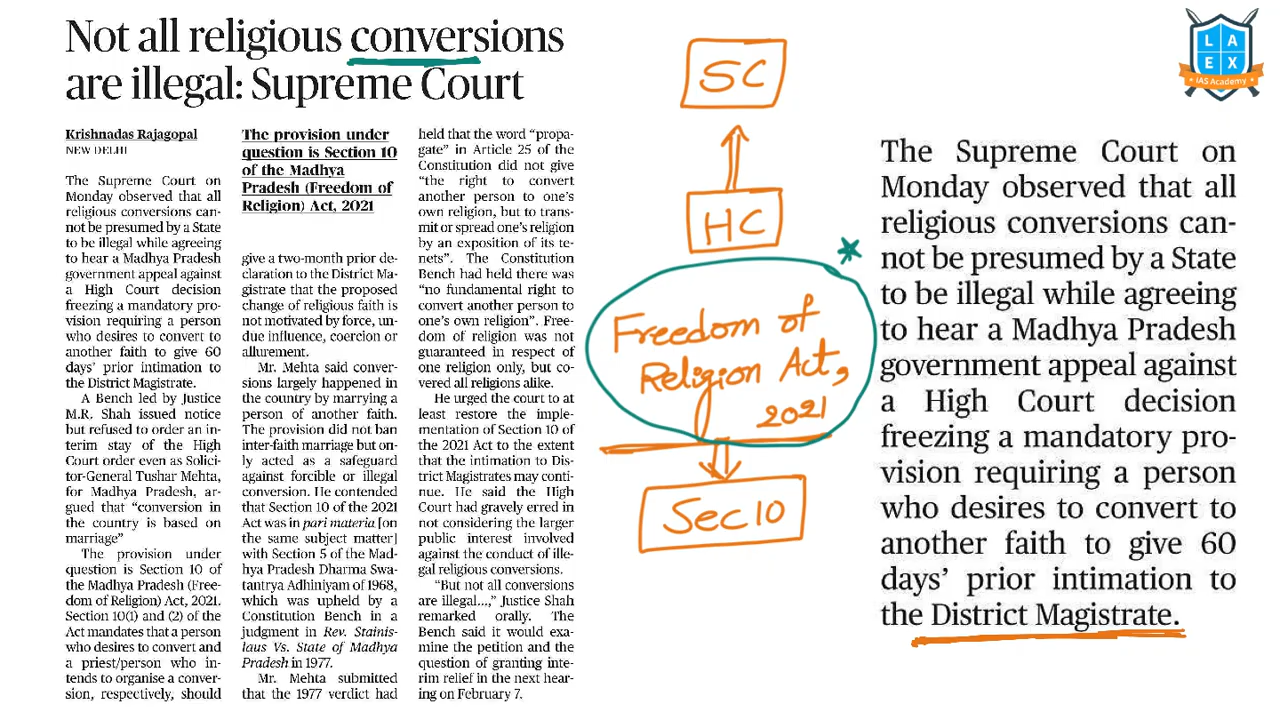 Not all religious conversions
are illegal: Supreme Court
Krishnadas Rajagopal
NEW DELHI
The Supreme Court on
Monday observed that all
religious conversions can-
not be presumed by a State
to be illegal while agreeing
to hear a Madhya Pradesh
government appeal against
a High Court decision
freezing a mandatory pro-
vision requiring a person
who desires to convert to
another faith to give 60
days’ prior intimation to
the District Magistrate.
A Bench led by Justice
M.R. Shah issued notice
but refused to order an in-
terim stay of the High
Court order even as Solici-
tor-General Tushar Mehta,
for Madhya Pradesh, ar-
gued that “conversion in
the country is based on
marriage”
The provision under
question is Section 10 of
the Madhya Pradesh (Free-
dom of Religion) Act, 2021.
Section 10(1) and (2) of the
Act mandates that a person
who desires to convert and
a priest/person who in-
tends to organise a conver-
sion, respectively, should
The provision under
question is Section 10
of the Madhya
Pradesh (Freedom of
Religion) Act, 2021
give a two-month prior de-
claration to the District Ma-
gistrate that the proposed
change of religious faith is
not motivated by force, un-
due influence, coercion or
allurement.
Mr. Mehta said conver-
sions largely happened in
the country by marrying a
person of another faith.
The provision did not ban
inter-faith marriage but on-
ly acted as a safeguard
against forcible or illegal
conversion. He contended
that Section 10 of the 2021
Act was in pari materia [on
the same subject matter]
with Section 5 of the Mad-
hya Pradesh Dharma Swa-
tantrya Adhiniyam of 1968,
which was upheld by a
Constitution Bench in a
judgment in Rev. Stainis-
laus Vs. State of Madhya
Pradesh in 1977.
Mr. Mehta submitted
that the 1977 verdict had
held that the word “propa-
gate” in Article 25 of the
Constitution did not give
“the right to convert
another person to one’s
own religion, but to trans-
mit or spread one’s religion
by an exposition of its te-
nets”. The Constitution
Bench had held there was
“no fundamental right to
convert another person to
one’s own religion”. Free-
dom of religion was not
guaranteed in respect of
one religion only, but co-
vered all religions alike.
He urged the court to at
least restore the imple-
mentation of Section 10 of
the 2021 Act to the extent
that the intimation to Dis-
trict Magistrates may conti-
nue. He said the High
Court had gravely erred in
not considering the larger
public interest involved
against the conduct of ille-
gal religious conversions.
“But not all conversions
are illegal...,” Justice Shah
remarked orally. The
Bench said it would exa-
mine the petition and the
question of granting inte-
rim relief in the next hear-
ing on February 7.
SC
HC
Freedom of
Religion Act,
2021
Sec 10
L A
E X
IAS Academy
The Supreme Court on
Monday observed that all
religious conversions can-
not be presumed by a State
to be illegal while agreeing
to hear a Madhya Pradesh
government appeal against
a High Court decision
freezing a mandatory pro-
vision requiring a person
who desires to convert to
another faith to give 60
days’ prior intimation to
the District Magistrate.